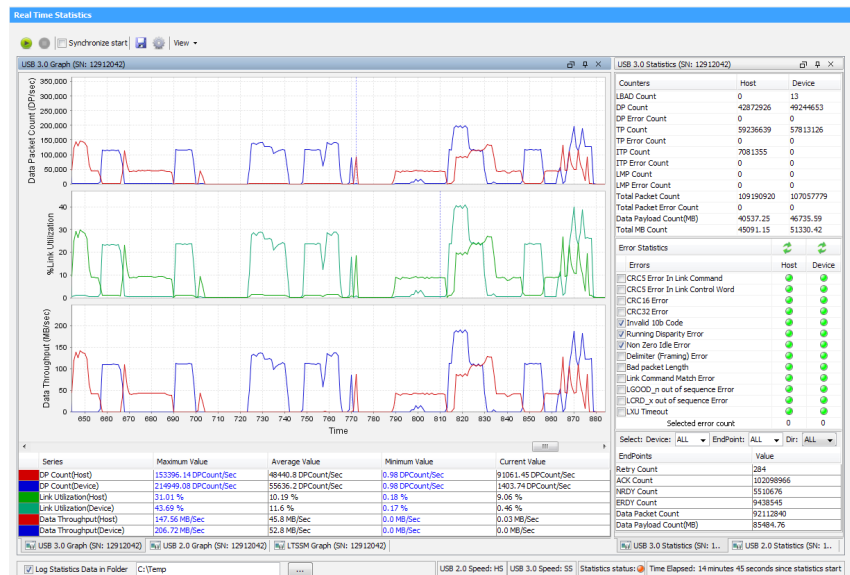 Real Time Statistics
Synchronize start View
USB 3.0 Graph (SN: 12912042)
Data Packet Count (DP/sec)
350,000
300,000
250,000
200,000
150,000
100,000
50,000
0
%Link Utilization
40
30
20
10
0
Data Throughput (MB/sec)
200
150
100
50
0
650 660 670 680 690 700 710 720 730 740 750 760 770 780 790 800 810 820 830 840 850 860 870 880
Time
Series Maximum Value Average Value Minimum Value Current Value
DP Count(Host) 153396.14 DPCount/Sec 48440.8 DPCount/Sec 0.98 DPCount/Sec 91061.45 DPCount/Sec
DP Count(Device) 214949.08 DPCount/Sec 55636.2 DPCount/Sec 0.98 DPCount/Sec 1403.74 DPCount/Sec
Link Utilization(Host) 31.01 % 10.19 % 0.18 % 9.06 %
Link Utilization(Device) 43.69 % 11.6 % 0.17 % 0.46 %
Data Throughput(Host) 147.56 MB/Sec 45.8 MB/Sec 0.0 MB/Sec 0.03 MB/Sec
Data Throughput(Device) 206.72 MB/Sec 52.8 MB/Sec 0.0 MB/Sec 0.0 MB/Sec
USB 3.0 Graph (SN: 12912042) USB 2.0 Graph (SN: 12912042) LTSSM Graph (SN: 12912042)
USB 3.0 Statistics (SN: 12912042)
Counters Host Device
LBAD Count 0 13
DP Count 42872926 49244653
DP Error Count 0 0
TP Count 59236639 57813126
TP Error Count 0 0
ITP Count 7081355 0
ITP Error Count 0 0
LMP Count 0 0
LMP Error Count 0 0
Total Packet Count 109190920 107057779
Total Packet Error Count 0 0
Data Payload Count(MB) 40537.25 46735.59
Total MB Count 45091.15 51330.42
Error Statistics
Errors Host Device
CRC5 Error In Link Command
CRC5 Error In Link Control Word
CRC16 Error
CRC32 Error
Invalid 10b Code
Running Disparity Error
Non Zero Idle Error
Delimiter (Framing) Error
Bad packet Length
Link Command Match Error
LGOOD_n out of sequence Error
LCRD_x out of sequence Error
LXU Timeout
Selected error count 0 0
Select: Device: ALL EndPoint: ALL Dir: ALL
EndPoints Value
Retry Count 284
ACK Count 102098966
NRDY Count 5510676
ERDY Count 9438545
Data Packet Count 92112840
Data Payload Count(MB) 85484.76
USB 3.0 Statistics (SN: 1.. USB 2.0 Statistics (SN: 1..
Log Statistics Data in Folder C:\Temp ... USB 2.0 Speed: HS USB 3.0 Speed: SS Statistics status: Time Elapsed: 14 minutes 45 seconds since statistics start